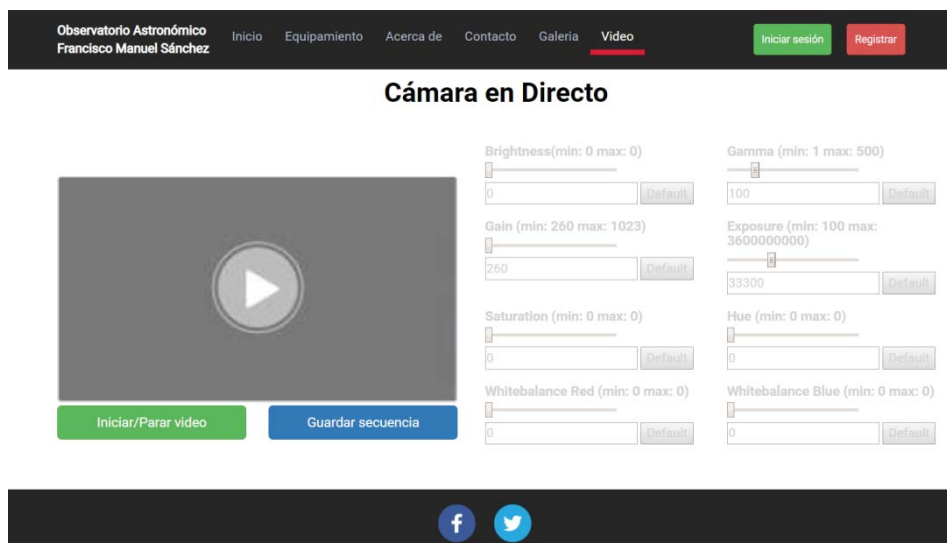 Observatorio Astronómico
Francisco Manuel Sánchez
Inicio
Equipamiento
Acerca de
Contacto
Galeria
Video
Iniciar sesión
Registrar
Cámara en Directo
Brightness(min: 0 max: 0)
0
Default
Gamma (min: 1 max: 500)
100
Default
Gain (min: 260 max: 1023)
260
Default
Exposure (min: 100 max:
3600000000)
33300
Default
Saturation (min: 0 max: 0)
0
Default
Hue (min: 0 max: 0)
0
Default
Whitebalance Red (min: 0 max: 0)
0
Default
Whitebalance Blue (min: 0 max: 0)
0
Default
Iniciar/Parar video
Guardar secuencia